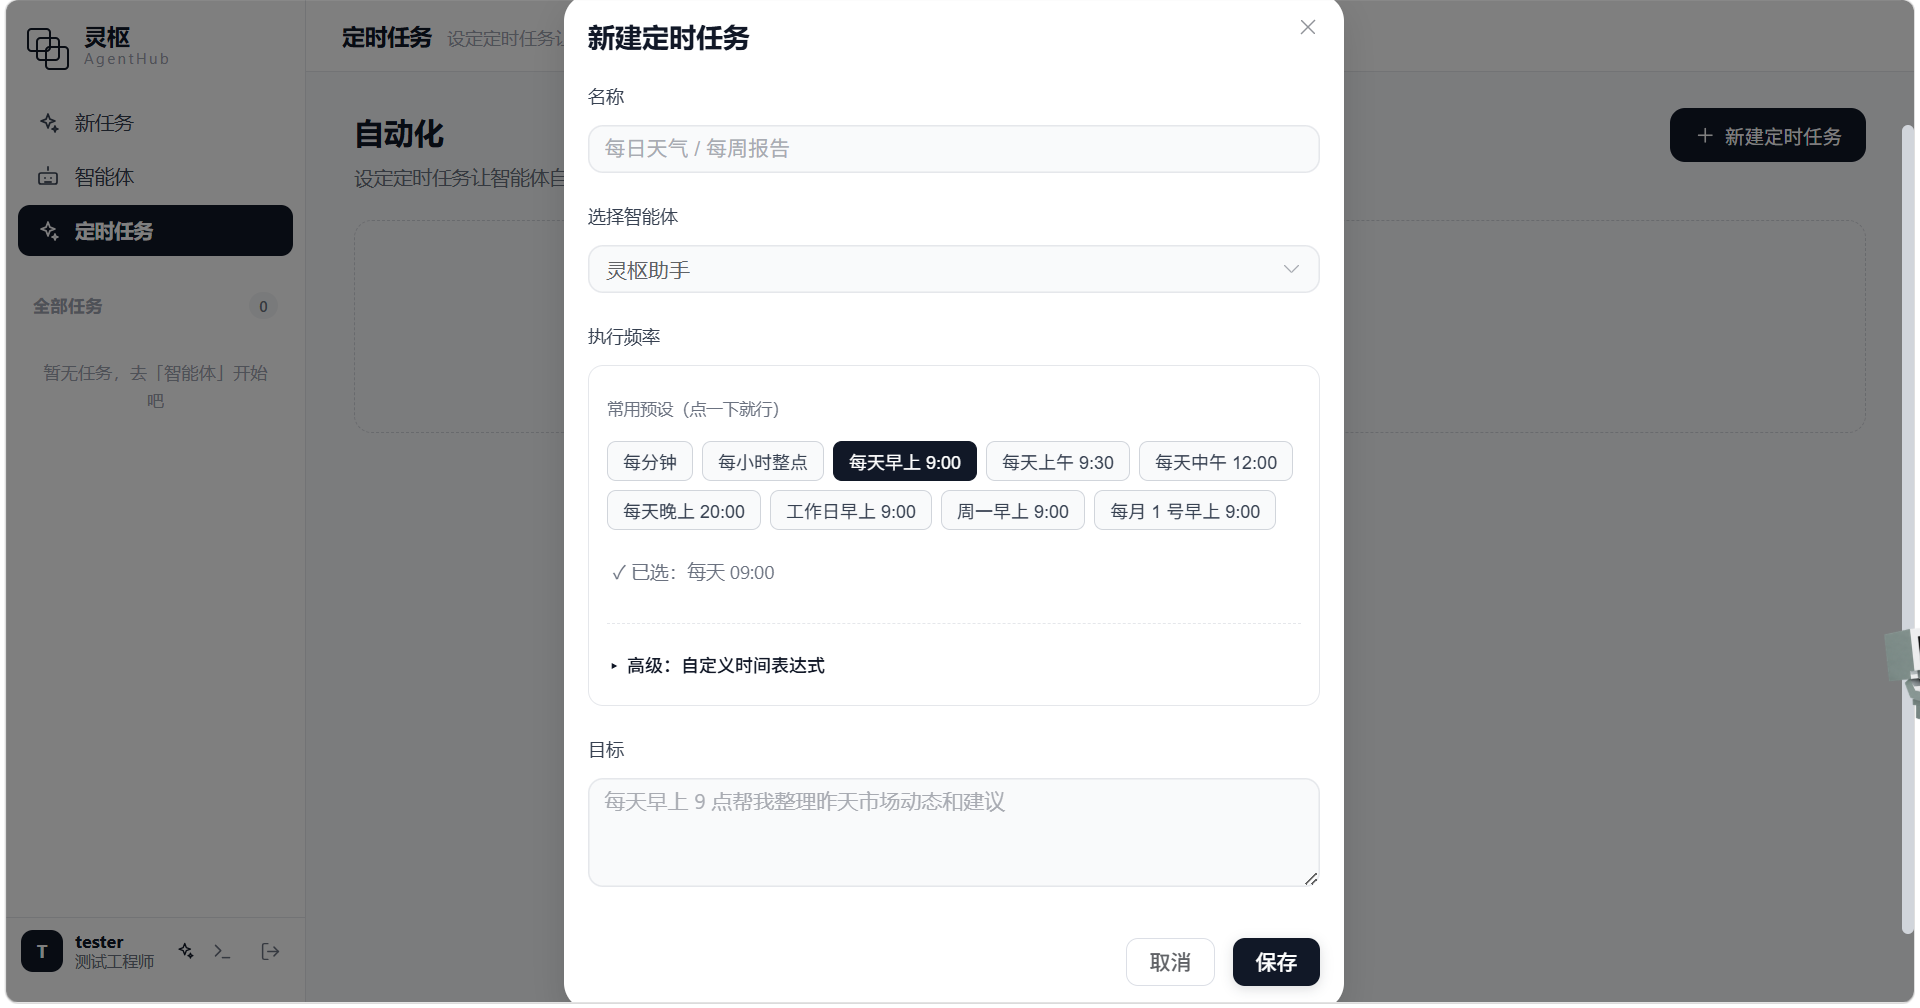 灵枢
AgentHub
新任务
智能体
定时任务
全部任务
0
暂无任务，去「智能体」开始
吧
T
tester
测试工程师
定时任务
设定定时任务让
自动化
设定定时任务让智能体自
+ 新建定时任务
新建定时任务
名称
每日天气 / 每周报告
选择智能体
灵枢助手
执行频率
常用预设（点一下就行）
每分钟 每小时整点 每天早上 9:00 每天上午 9:30 每天中午 12:00
每天晚上 20:00 工作日早上 9:00 周一早上 9:00 每月 1 号早上 9:00
✓ 已选：每天 09:00
▸ 高级：自定义时间表达式
目标
每天早上 9 点帮我整理昨天市场动态和建议
取消 保存